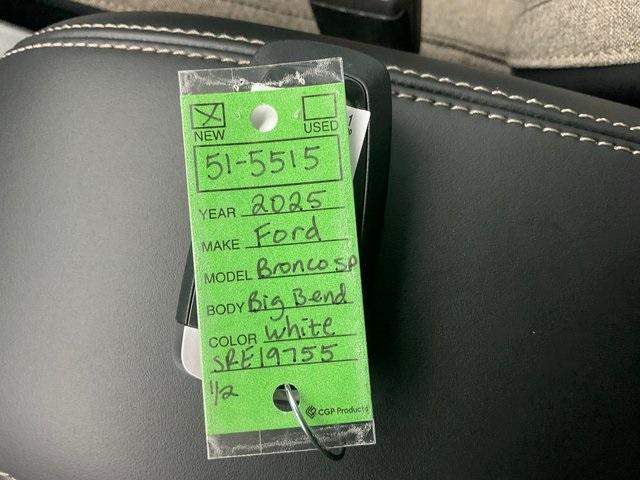 NEW USED
51-5515
YEAR 2025
MAKE Ford
MODEL Bronco SP
BODY Big Bend
COLOR White
SRE19755
1/2
CGP Products